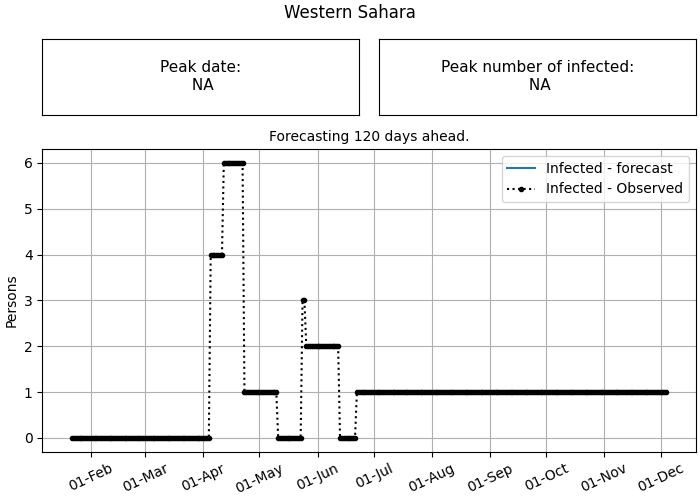 Western Sahara
Peak date:
NA
Peak number of infected:
NA
Forecasting 120 days ahead.
Infected - forecast
Infected - Observed
Persons
6
5
4
3
2
1
0
01-Feb
01-Mar
01-Apr
01-May
01-Jun
01-Jul
01-Aug
01-Sep
01-Oct
01-Nov
01-Dec